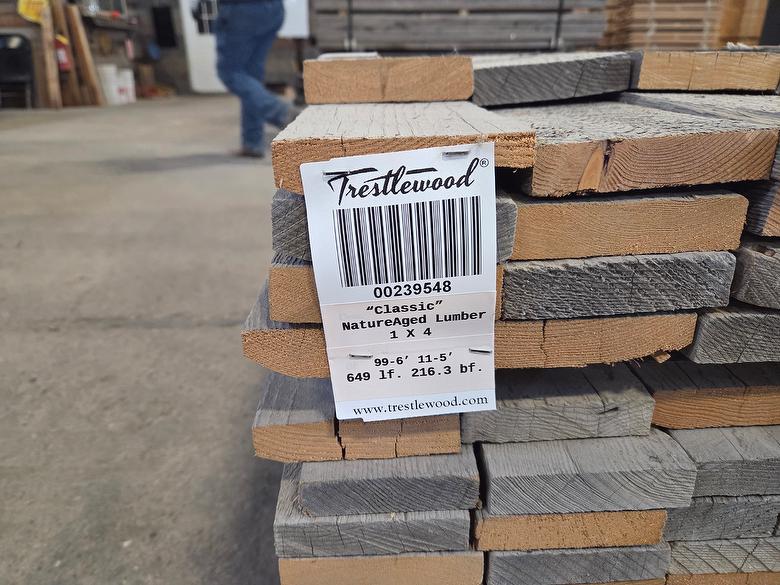 Trestlewood®
00239548
"Classic"
NatureAged Lumber
1 X 4
99-6' 11-5'
649 lf. 216.3 bf.
www.trestlewood.com